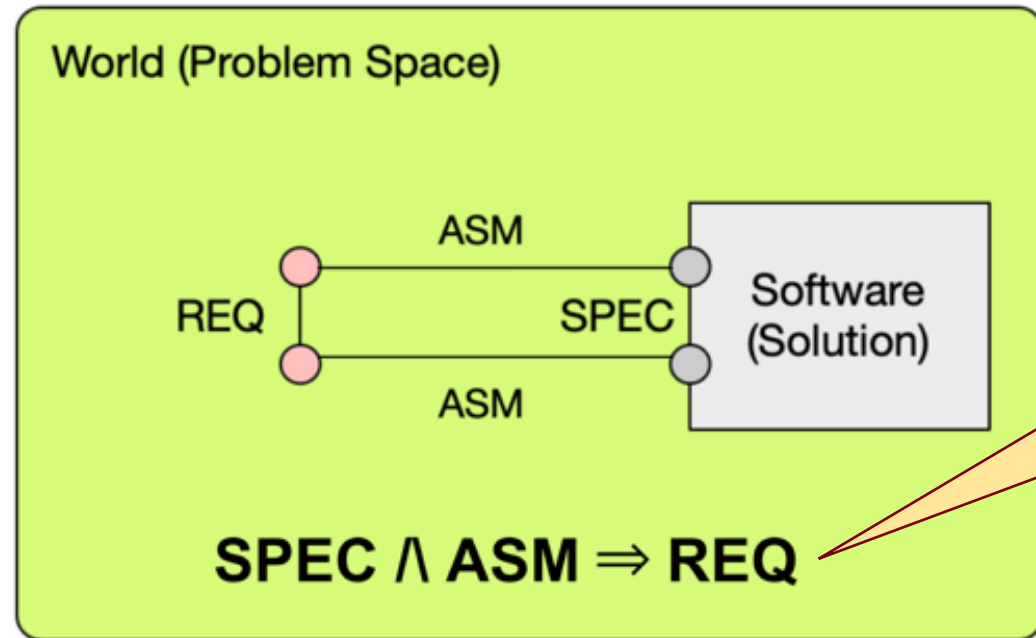 World (Problem Space)
ASM
REQ
SPEC
Software
(Solution)
ASM
SPEC /\ ASM ⇒ REQ